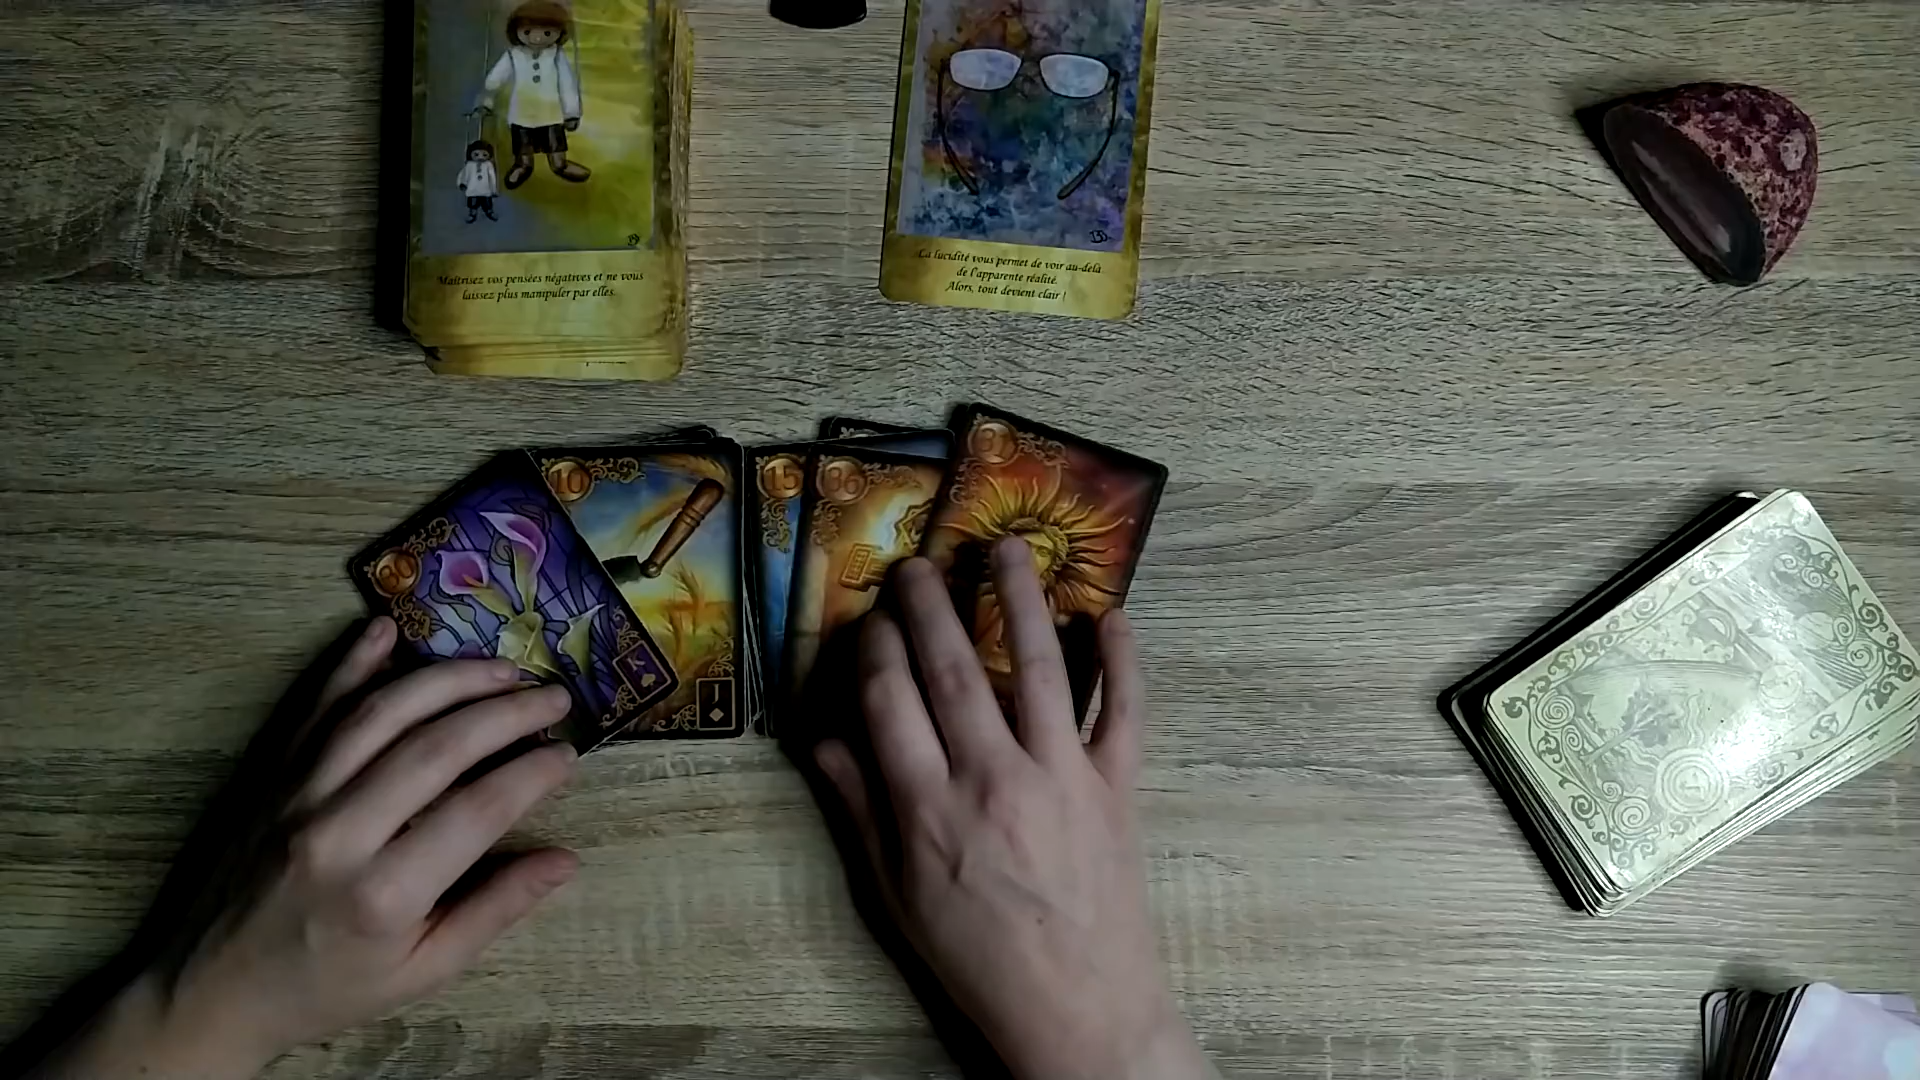 Maîtrisez vos pensées négatives et ne vous
laissez plus manipuler par elles.
La lucidité vous permet de voir au-delà
de l'apparente réalité.
Alors, tout devient clair !
30
K
10
J
15
36
31